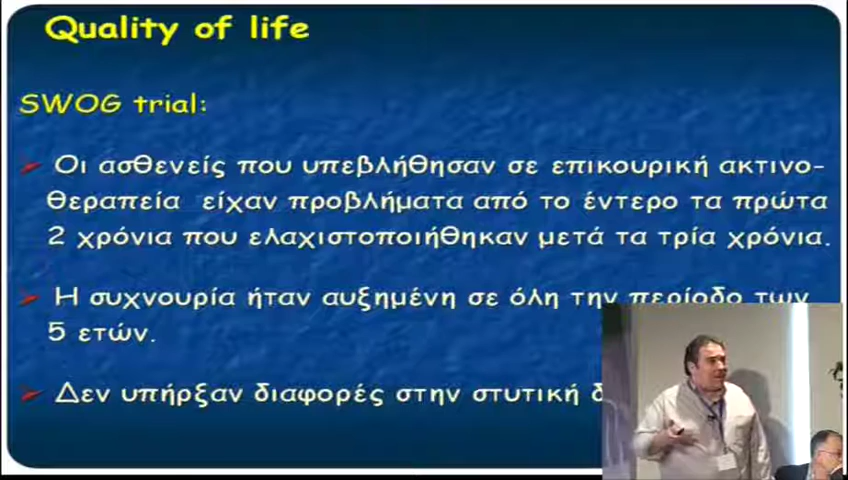 Quality of life
SWOG trial:
Οι ασθενείς που υπεβλήθησαν σε επικουρική ακτινο-
θεραπεία είχαν προβλήματα από το έντερο τα πρώτα
2 χρόνια που ελαχιστοποιήθηκαν μετά τα τρία χρόνια.
Η συχνουρία ήταν αυξημένη σε όλη την περίοδο των
5 ετών.
Δεν υπήρξαν διαφορές στην στυτική